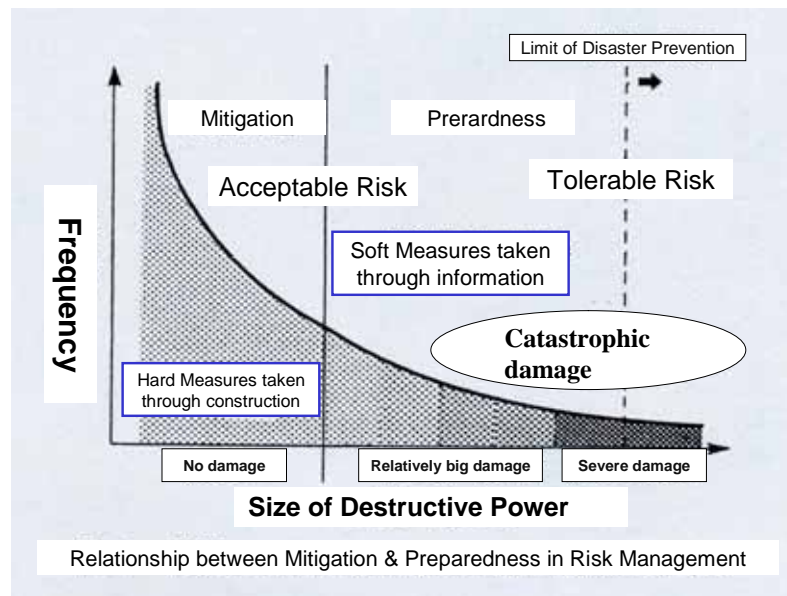 Limit of Disaster Prevention
Mitigation
Prerardness
Acceptable Risk
Tolerable Risk
Frequency
Soft Measures taken
through information
Catastrophic
damage
Hard Measures taken
through construction
No damage
Relatively big damage
Severe damage
Size of Destructive Power
Relationship between Mitigation & Preparedness in Risk Management